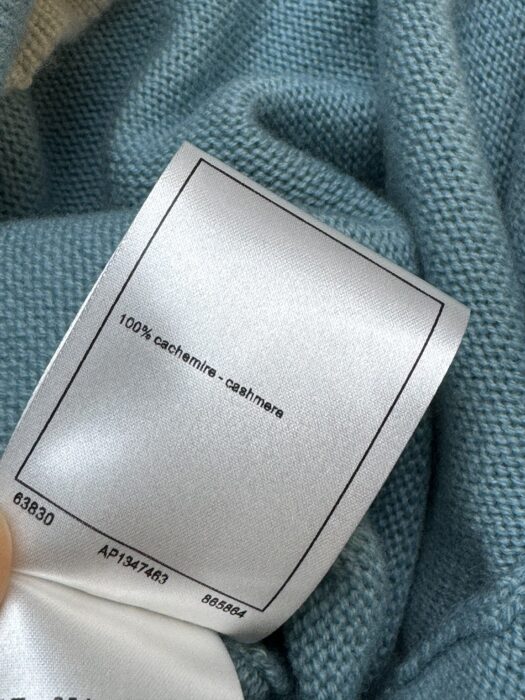 100% cachemire - cashmere
63830
AP1347463
865864